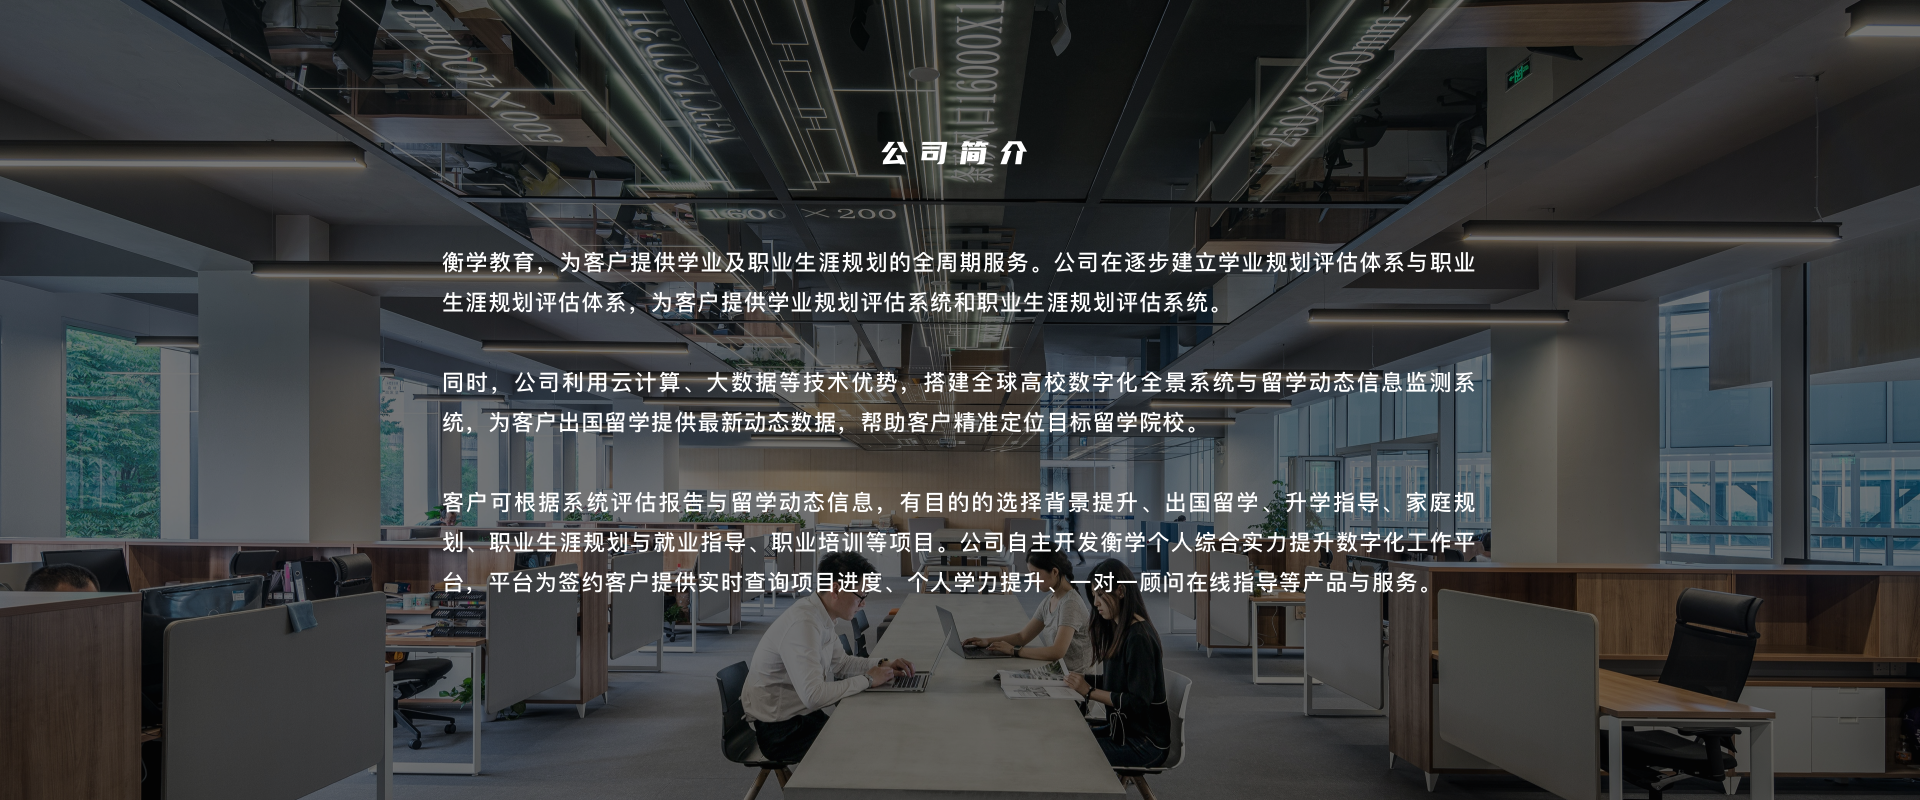 500×400mm
250×200mm
1600×200
公司简介
衡学教育，为客户提供学业及职业生涯规划的全周期服务。公司在逐步建立学业规划评估体系与职业
生涯规划评估体系，为客户提供学业规划评估系统和职业生涯规划评估系统。
同时，公司利用云计算、大数据等技术优势，搭建全球高校数字化全景系统与留学动态信息监测系
统，为客户出国留学提供最新动态数据，帮助客户精准定位目标留学院校。
客户可根据系统评估报告与留学动态信息，有目的的选择背景提升、出国留学、升学指导、家庭规
划、职业生涯规划与就业指导、职业培训等项目。公司自主开发衡学个人综合实力提升数字化工作平
台，平台为签约客户提供实时查询项目进度、个人学力提升、一对一顾问在线指导等产品与服务。